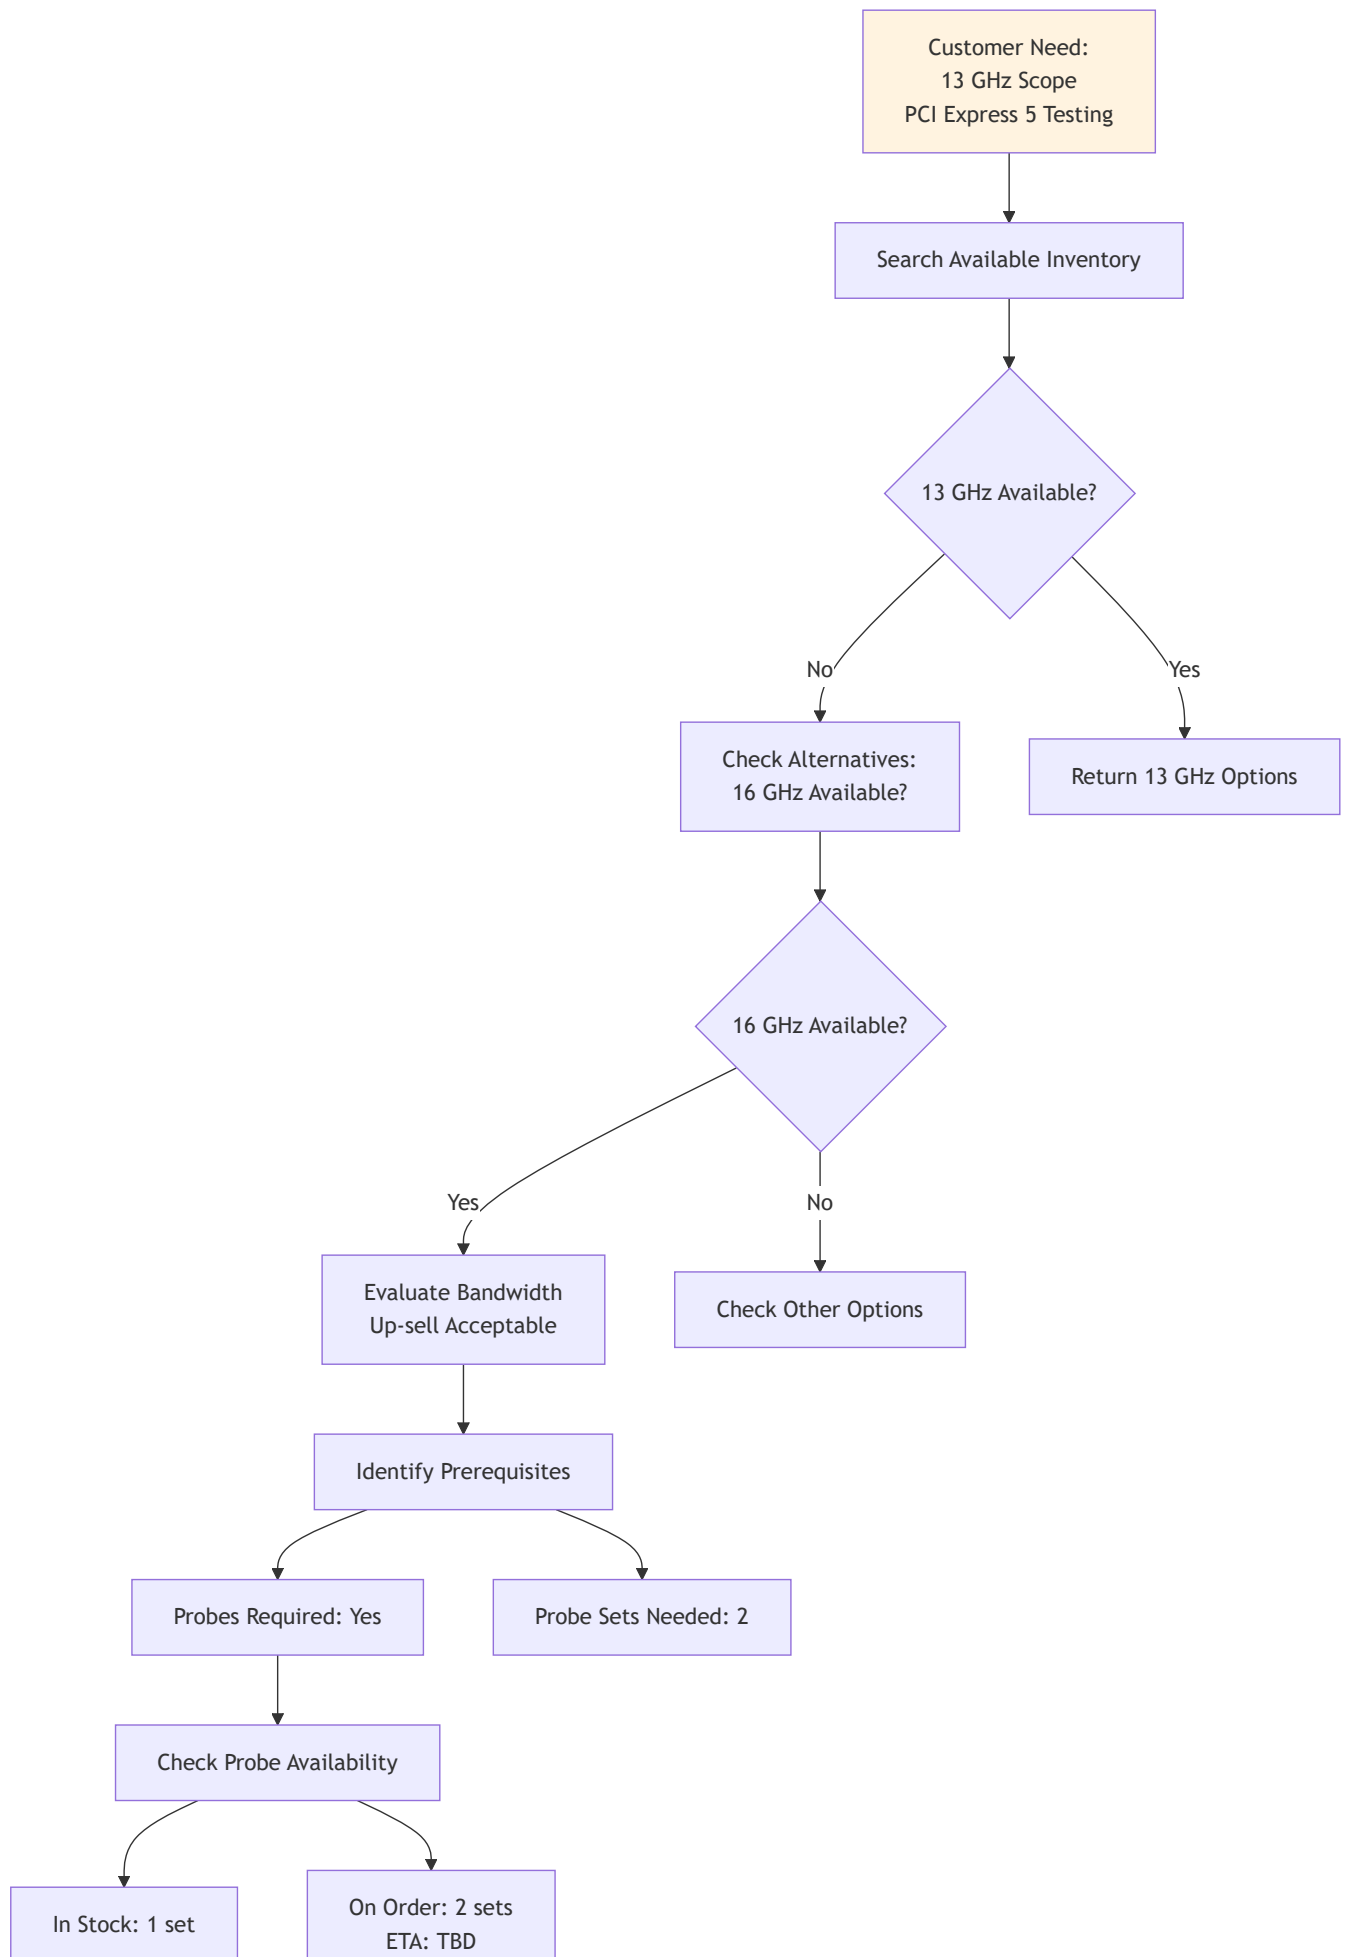 Customer Need:
13 GHz Scope
PCI Express 5 Testing
Search Available Inventory
13 GHz Available?
No
Yes
Check Alternatives:
16 GHz Available?
Return 13 GHz Options
16 GHz Available?
Yes
No
Evaluate Bandwidth
Up-sell Acceptable
Check Other Options
Identify Prerequisites
Probes Required: Yes
Probe Sets Needed: 2
Check Probe Availability
In Stock: 1 set
On Order: 2 sets
ETA: TBD